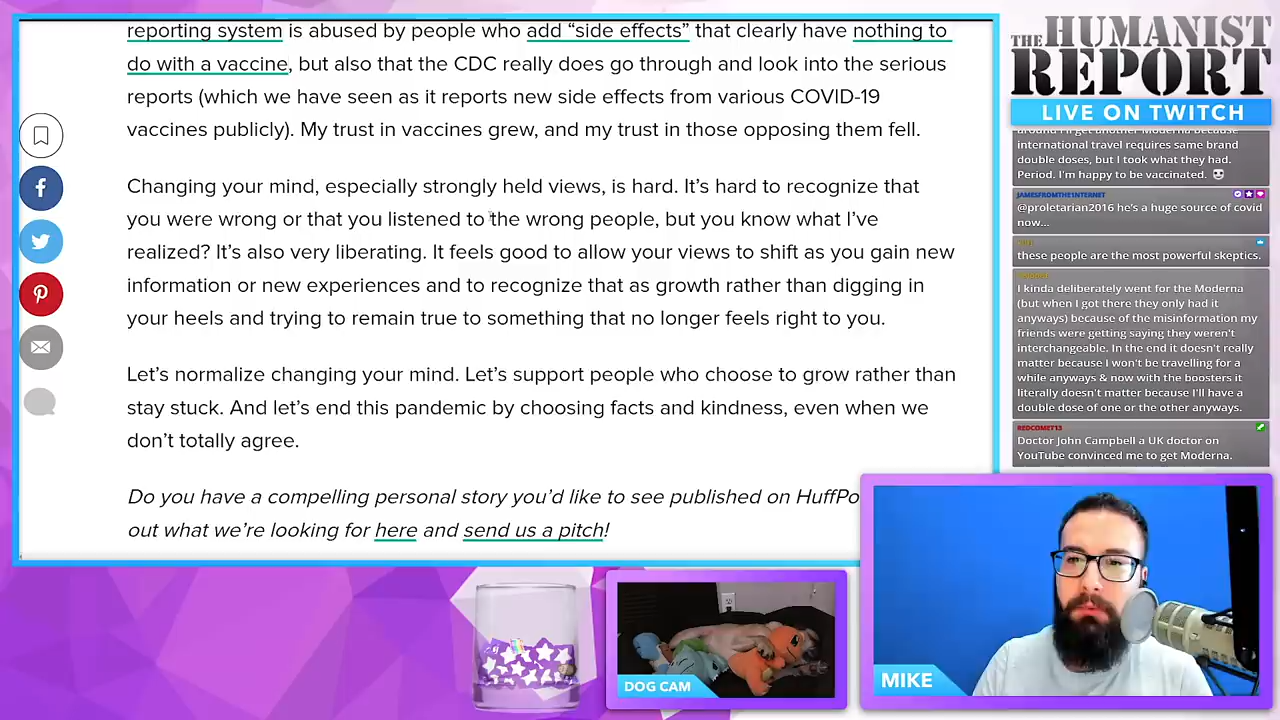 reporting system is abused by people who add “side effects” that clearly have nothing to
do with a vaccine, but also that the CDC really does go through and look into the serious
reports (which we have seen as it reports new side effects from various COVID-19
vaccines publicly). My trust in vaccines grew, and my trust in those opposing them fell.
Changing your mind, especially strongly held views, is hard. It’s hard to recognize that
you were wrong or that you listened to the wrong people, but you know what I’ve
realized? It’s also very liberating. It feels good to allow your views to shift as you gain new
information or new experiences and to recognize that as growth rather than digging in
your heels and trying to remain true to something that no longer feels right to you.
Let’s normalize changing your mind. Let’s support people who choose to grow rather than
stay stuck. And let’s end this pandemic by choosing facts and kindness, even when we
don’t totally agree.
Do you have a compelling personal story you’d like to see published on HuffPo
out what we’re looking for here and send us a pitch!
THE HUMANIST
REPORT
LIVE ON TWITCH
around I'll get another Moderna because
international travel requires same brand
double doses, but I took what they had.
Period. I'm happy to be vaccinated.
JAMESFROMTHE1NTERNET
@proletarian2016 he's a huge source of covid
now...
these people are the most powerful skeptics.
I kinda deliberately went for the Moderna
(but when I got there they only had it
anyways) because of the misinformation my
friends were getting saying they weren't
interchangeable. In the end it doesn't really
matter because I won't be travelling for a
while anyways & now with the boosters it
literally doesn't matter because I'll have a
double dose of one or the other anyways.
REDCOMET13
Doctor John Campbell a UK doctor on
YouTube convinced me to get Moderna.
DOG CAM
MIKE